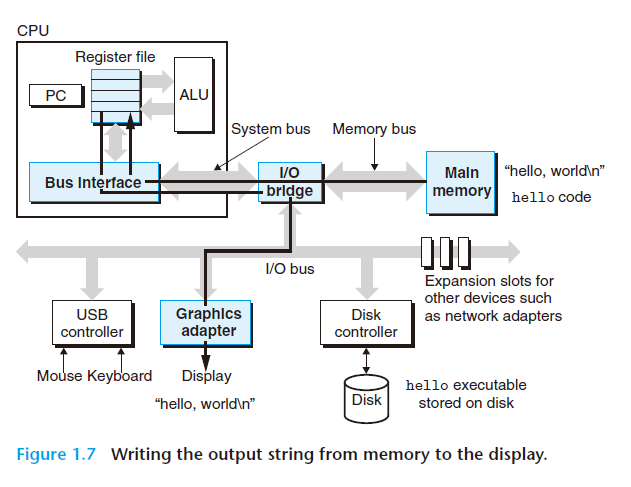 CPU
Register file
PC
ALU
System bus
Memory bus
Bus interface
I/O
bridge
Main
memory
“hello, world\n”
hello code
I/O bus
Expansion slots for
other devices such
as network adapters
USB
controller
Graphics
adapter
Disk
controller
Mouse Keyboard
Display
“hello, world\n”
Disk
hello executable
stored on disk
Figure 1.7 Writing the output string from memory to the display.